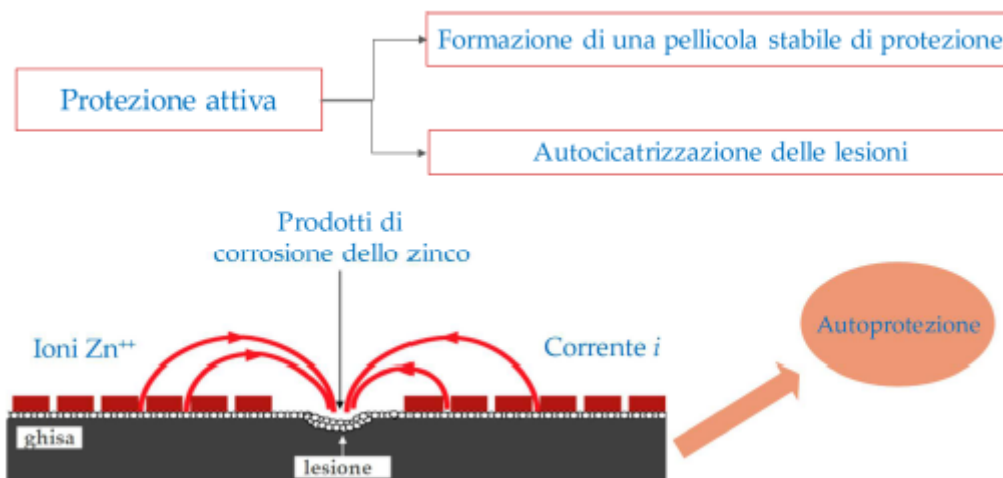 Formazione di una pellicola stabile di protezione
Protezione attiva
Autocicatrizzazione delle lesioni
Prodotti di
corrosione dello zinco
Ioni Zn⁺⁺
Corrente i
Autoprotezione
ghisa
lesione